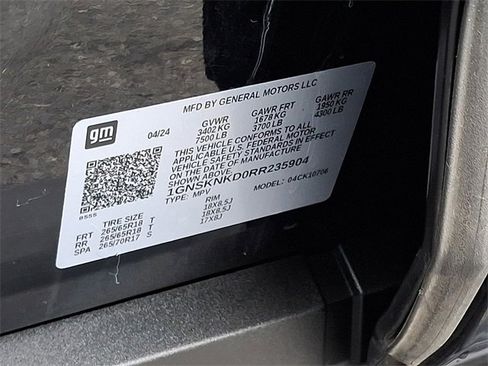 MFD BY GENERAL MOTORS LLC
gm
04/24
GVWR GAWR FRT GAWR RR
3402 KG 1678 KG 1950 KG
7500 LB 3700 LB 4300 LB
THIS VEHICLE CONFORMS TO ALL
APPLICABLE U.S. FEDERAL MOTOR
VEHICLE SAFETY STANDARDS IN EFFECT
ON THE DATE OF MANUFACTURE
SHOWN ABOVE.
1GNSKNKD0RR235904
TYPE: MPV MODEL: 04CK10706
TIRE SIZE RIM
FRT 265/65R18 T 18X8.5J
RR 265/65R18 T 18X8.5J
SPA 265/70R17 S 17X8J